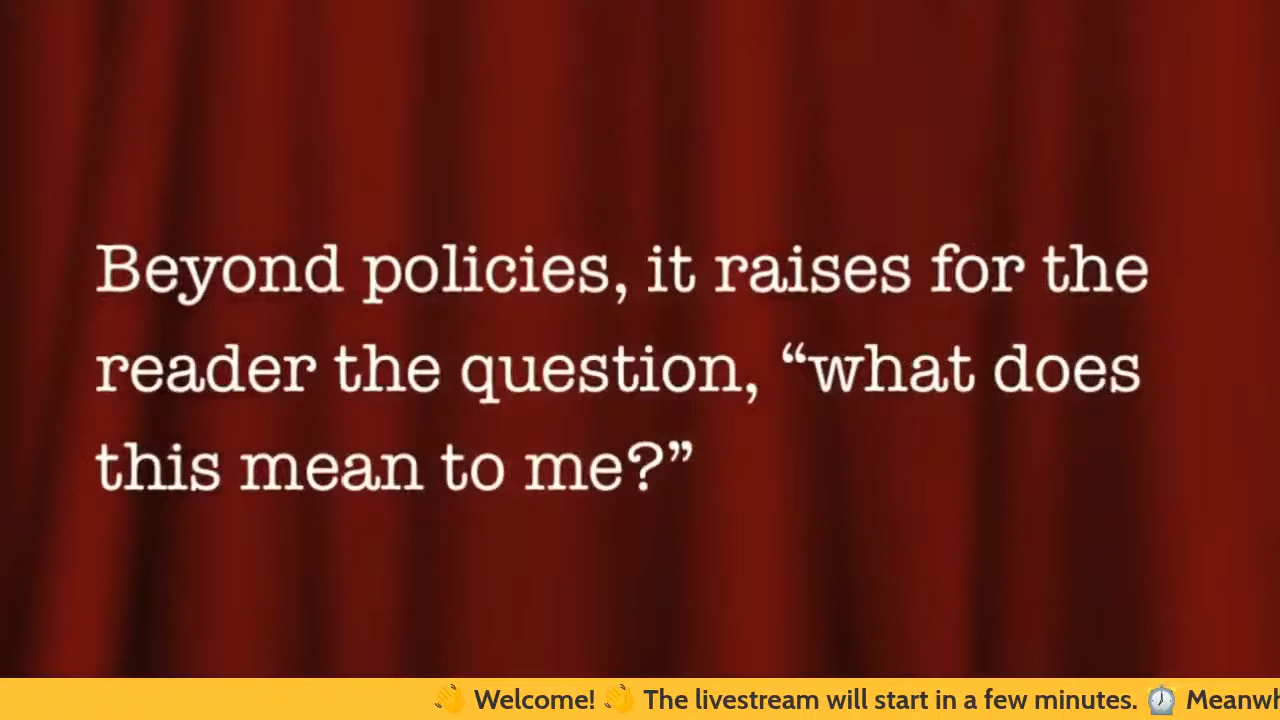 Beyond policies, it raises for the
reader the question, “what does
this mean to me?”
👋 Welcome! 👋 The livestream will start in a few minutes. ⏱️